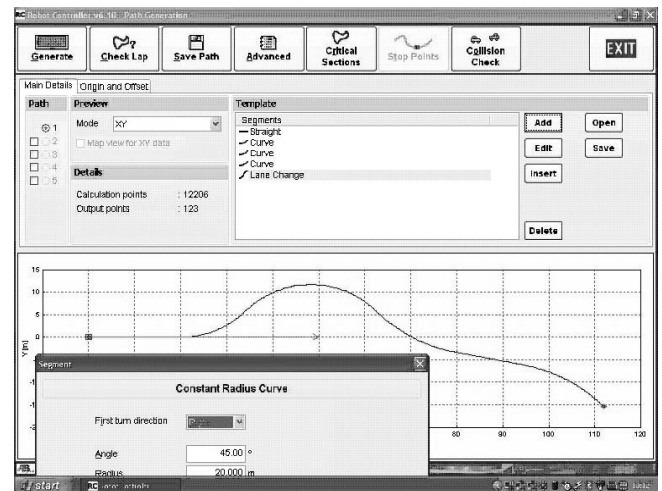 Robot Controller v6.10 - Path Generation
Generate
Check Lap
Save Path
Advanced
Critical Sections
Stop Points
Collision Check
EXIT
Main Details
Origin and Offset
Path
Preview
Template
1
2
3
4
5
Mode
XY
Map view for XY data
Details
Calculation points : 12206
Output points : 123
Segments
Straight
Curve
Curve
Curve
Lane Change
Add
Open
Edit
Save
Insert
Delete
15
10
5
0
Y[m]
80
90
100
110
120
Segment
Constant Radius Curve
First turn direction
Angle 45.00 °
Radius 20.000 m
start